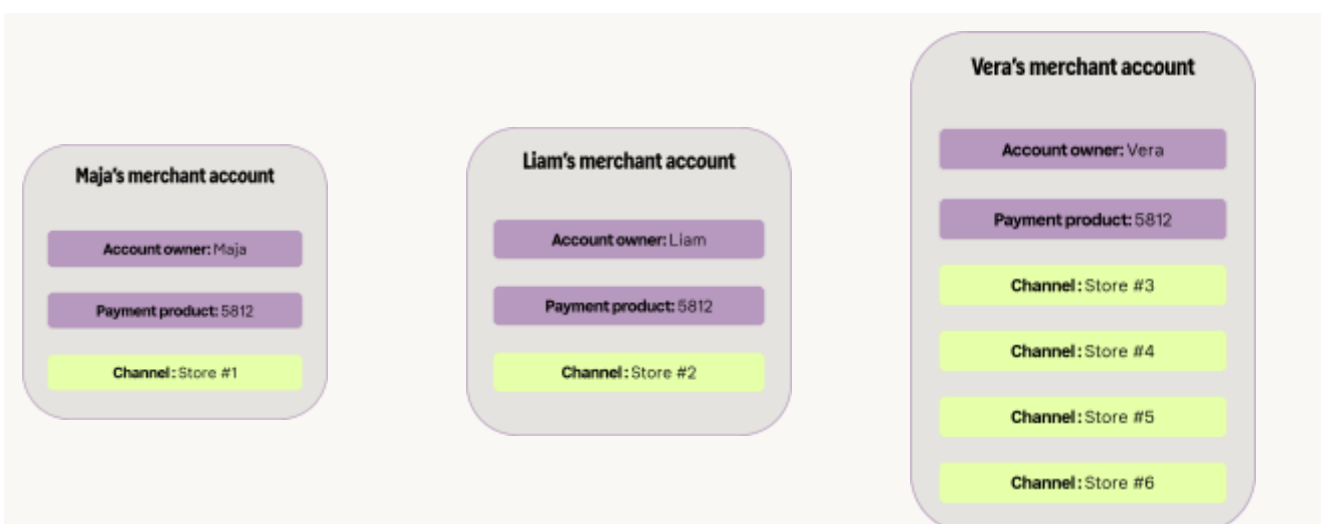 Maja's merchant account
Account owner: Maja
Payment product: 5812
Channel: Store #1
Liam's merchant account
Account owner: Liam
Payment product: 5812
Channel: Store #2
Vera's merchant account
Account owner: Vera
Payment product: 5812
Channel: Store #3
Channel: Store #4
Channel: Store #5
Channel: Store #6